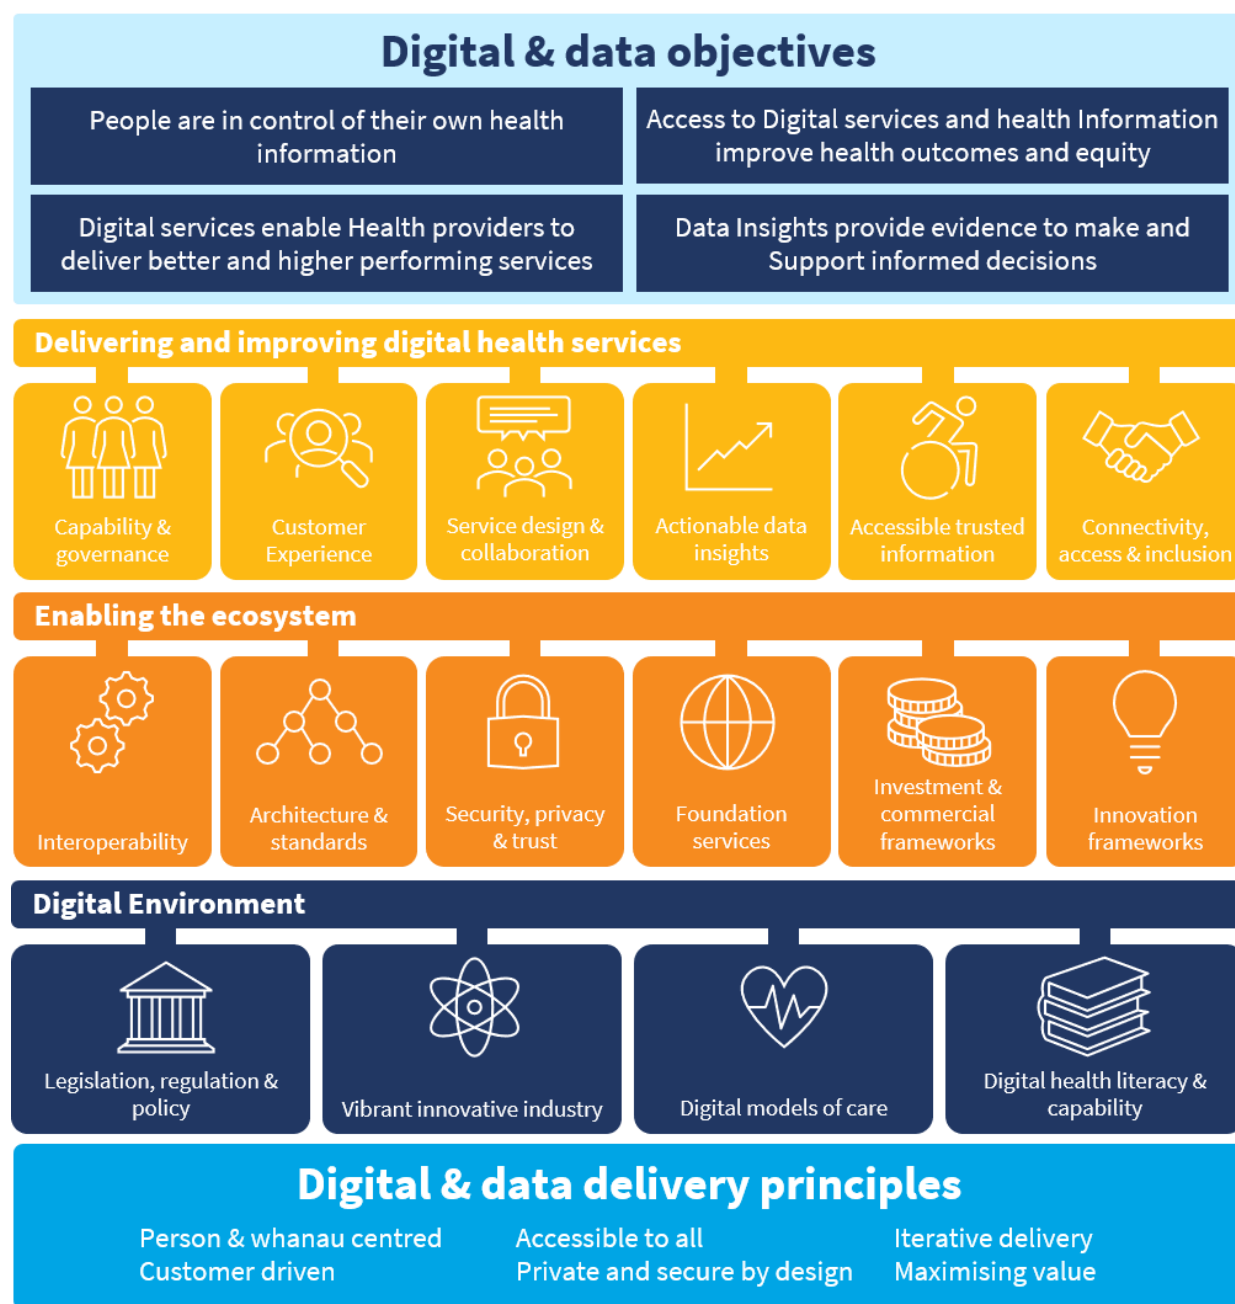 Digital & data objectives
People are in control of their own health
information
Access to Digital services and health Information
improve health outcomes and equity
Digital services enable Health providers to
deliver better and higher performing services
Data Insights provide evidence to make and
Support informed decisions
Delivering and improving digital health services
Capability &
governance
Customer
Experience
Service design &
collaboration
Actionable data
insights
Accessible trusted
information
Connectivity,
access & inclusion
Enabling the ecosystem
Interoperability
Architecture &
standards
Security, privacy
& trust
Foundation
services
Investment &
commercial
frameworks
Innovation
frameworks
Digital Environment
Legislation, regulation &
policy
Vibrant innovative industry
Digital models of care
Digital health literacy &
capability
Digital & data delivery principles
Person & whanau centred
Customer driven
Accessible to all
Private and secure by design
Iterative delivery
Maximising value